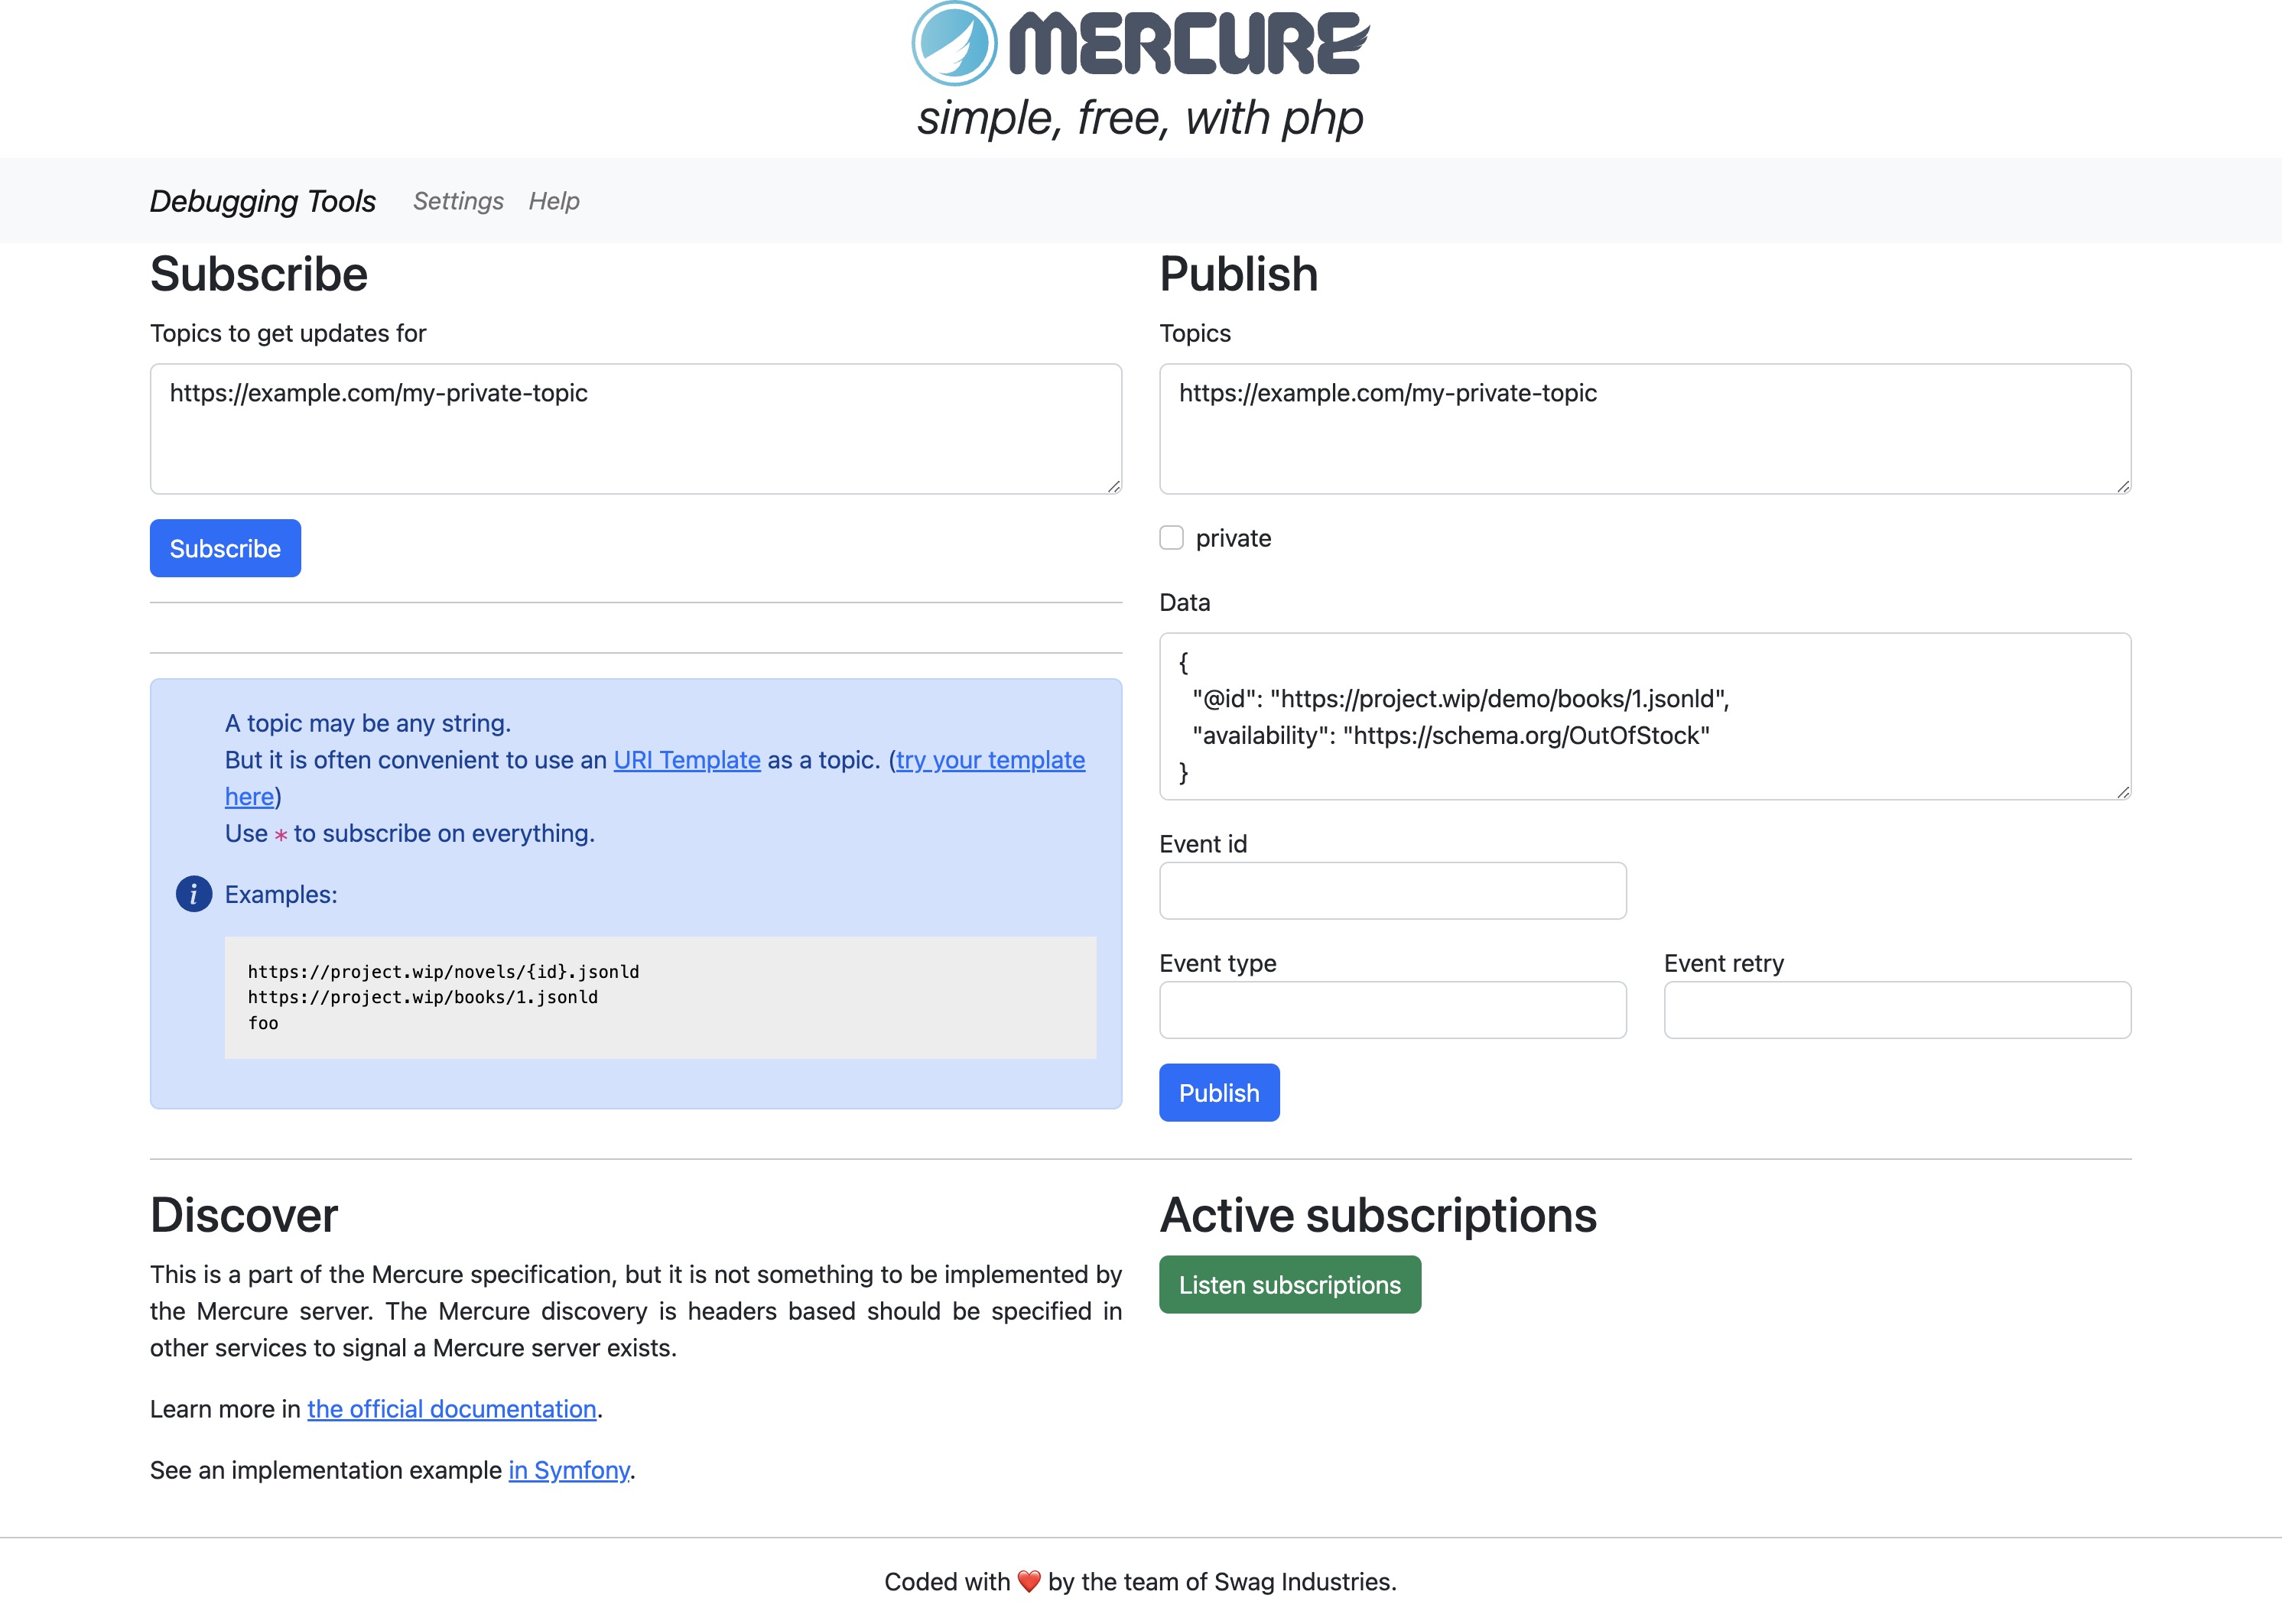 MERCURE
simple, free, with php
Debugging Tools Settings Help
Subscribe
Topics to get updates for
https://example.com/my-private-topic
Subscribe
A topic may be any string.
But it is often convenient to use an URI Template as a topic. (try your template
here)
Use * to subscribe on everything.
i Examples:
https://project.wip/novels/{id}.jsonld
https://project.wip/books/1.jsonld
foo
Publish
Topics
https://example.com/my-private-topic
private
Data
{
"@id": "https://project.wip/demo/books/1.jsonld",
"availability": "https://schema.org/OutOfStock"
}
Event id
Event type Event retry
Publish
Discover
This is a part of the Mercure specification, but it is not something to be implemented by
the Mercure server. The Mercure discovery is headers based should be specified in
other services to signal a Mercure server exists.
Learn more in the official documentation.
See an implementation example in Symfony.
Active subscriptions
Listen subscriptions
Coded with ❤️ by the team of Swag Industries.